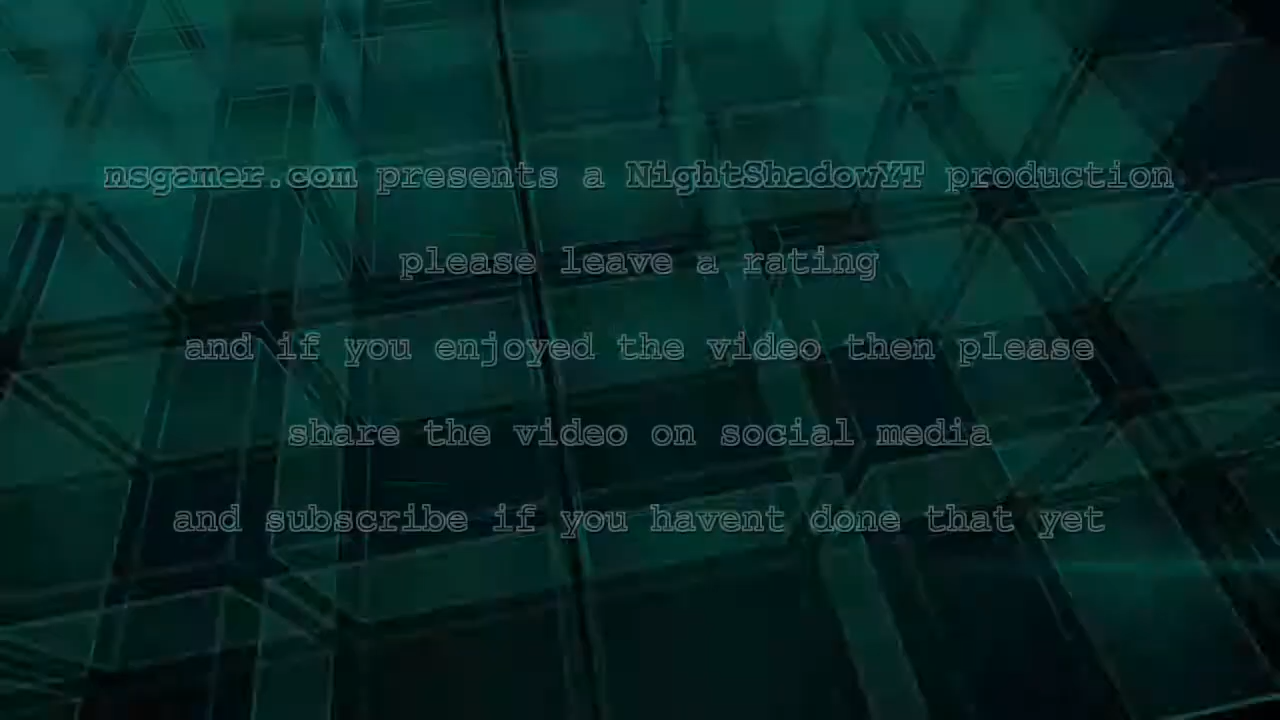 nsgamer.com presents a NightShadowYT production
please leave a rating
and if you enjoyed the video then please
share the video on social media
and subscribe if you havent done that yet